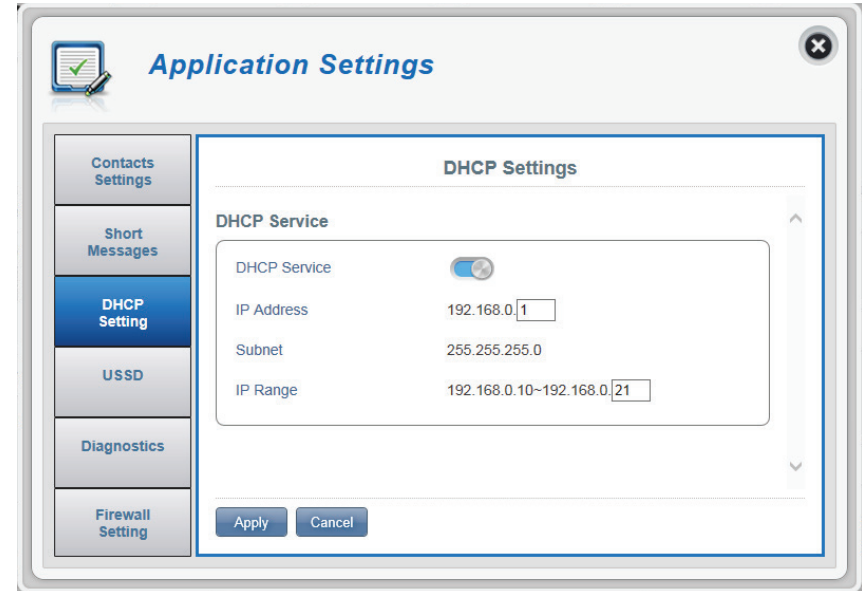 Application Settings
Contacts
Settings
Short
Messages
DHCP
Setting
USSD
Diagnostics
Firewall
Setting
DHCP Settings
DHCP Service
DHCP Service
IP Address 192.168.0.1
Subnet 255.255.255.0
IP Range 192.168.0.10~192.168.0.21
Apply Cancel